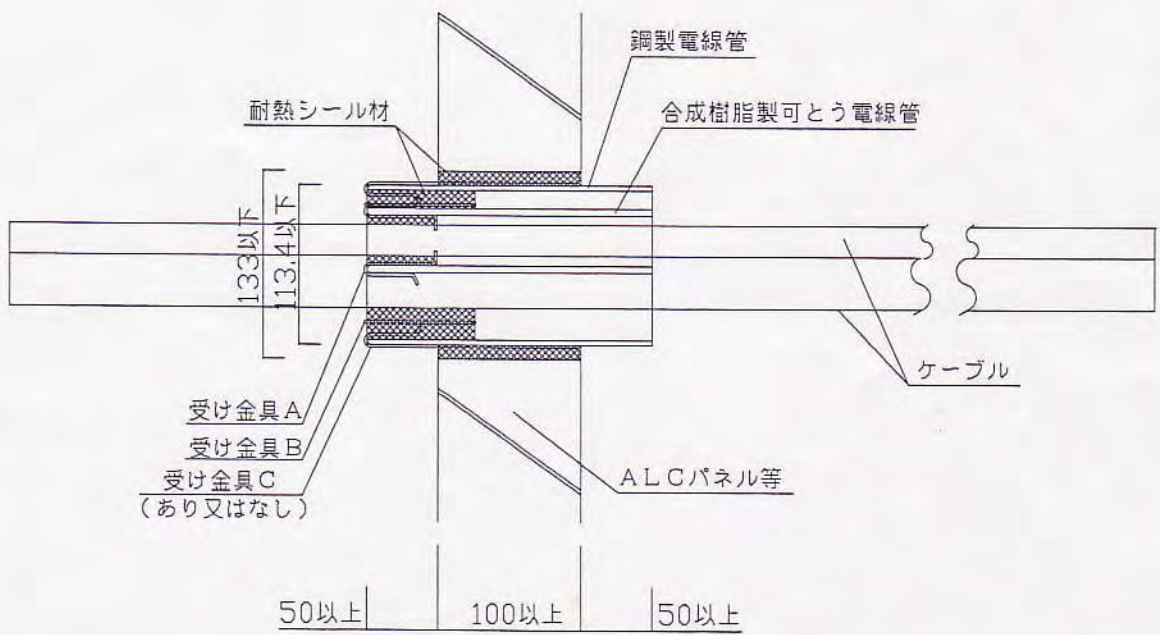 鋼製電線管
耐熱シール材
合成樹脂製可とう電線管
133以下
113.4以下
ケーブル
受け金具A
受け金具B
受け金具C
(あり又はなし)
ALCパネル等
50以上
100以上
50以上